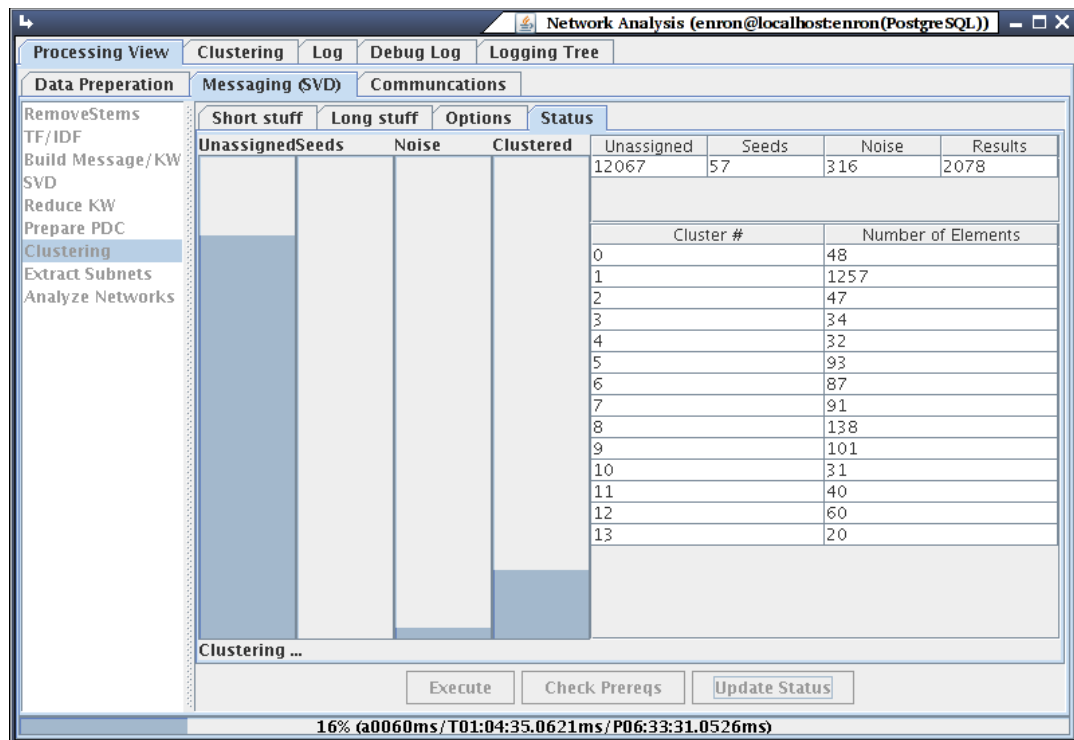 Network Analysis (enron@localhost:enron(PostgreSQL))
Processing View Clustering Log Debug Log Logging Tree
Data Preperation Messaging (SVD) Communcations
RemoveStems
TF/IDF
Build Message/KW
SVD
Reduce KW
Prepare PDC
Clustering
Extract Subnets
Analyze Networks
Short stuff Long stuff Options Status
Unassigned Seeds Noise Clustered
Unassigned Seeds Noise Results
12067 57 316 2078
Cluster # Number of Elements
0 48
1 1257
2 47
3 34
4 32
5 93
6 87
7 91
8 138
9 101
10 31
11 40
12 60
13 20
Clustering ...
Execute Check Prereqs Update Status
16% (a0060ms/T01:04:35.0621ms/P06:33:31.0526ms)